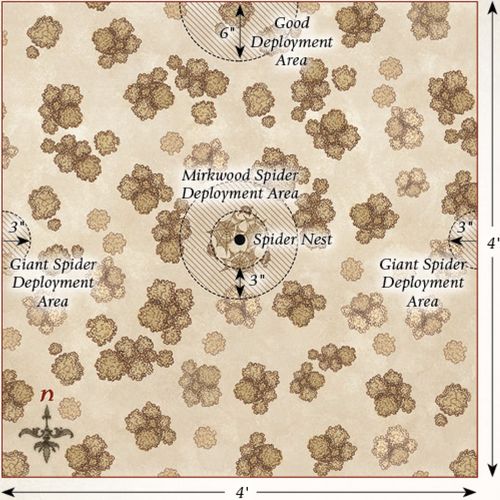 6"
Good
Deployment
Area
Mirkwood Spider
Deployment Area
Spider Nest
3"
3"
Giant Spider
Deployment
Area
3"
Giant Spider
Deployment
Area
4'
n
4'